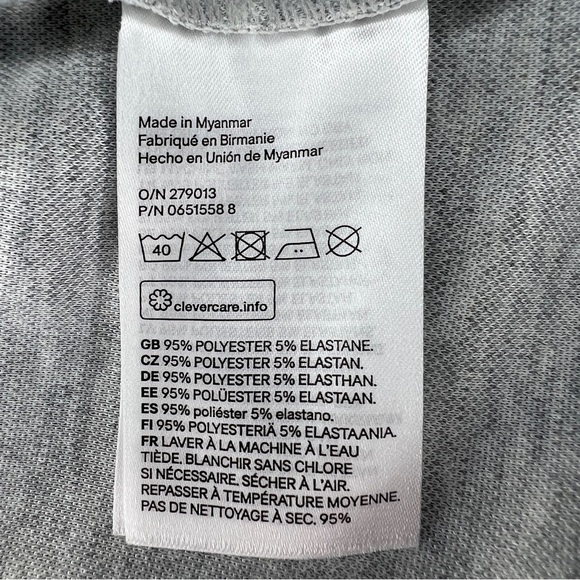 Made in Myanmar
Fabriqué en Birmanie
Hecho en Unión de Myanmar
O/N 279013
P/N 0651558 8
40
clevercare.info
GB 95% POLYESTER 5% ELASTANE.
CZ 95% POLYESTER 5% ELASTAN.
DE 95% POLYESTER 5% ELASTHAN.
EE 95% POLÜESTER 5% ELASTAAN.
ES 95% poliéster 5% elastano.
FI 95% POLYESTERIÄ 5% ELASTAANIA.
FR LAVER À LA MACHINE À L'EAU
TIÈDE. BLANCHIR SANS CHLORE
SI NÉCESSAIRE. SÉCHER À L'AIR.
REPASSER À TEMPÉRATURE MOYENNE.
PAS DE NETTOYAGE À SEC. 95%